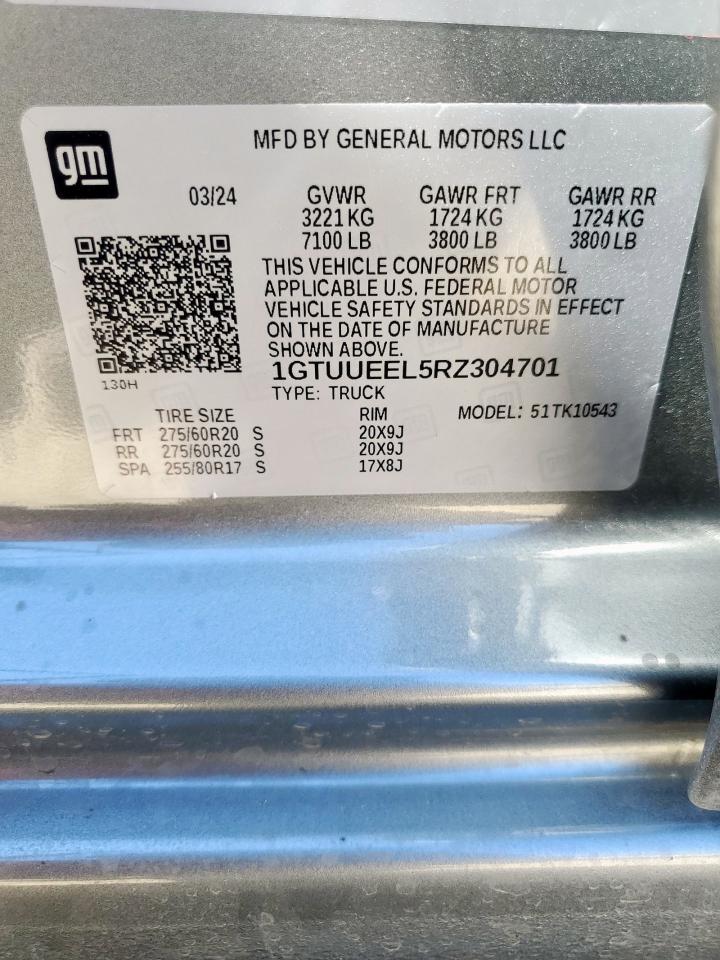 gm
MFD BY GENERAL MOTORS LLC
03/24 GVWR GAWR FRT GAWR RR
3221 KG 1724 KG 1724 KG
7100 LB 3800 LB 3800 LB
THIS VEHICLE CONFORMS TO ALL
APPLICABLE U.S. FEDERAL MOTOR
VEHICLE SAFETY STANDARDS IN EFFECT
ON THE DATE OF MANUFACTURE
SHOWN ABOVE.
1GTUUEEL5RZ304701
130H
TYPE: TRUCK
TIRE SIZE RIM MODEL: 51TK10543
FRT 275/60R20 S 20X9J
RR 275/60R20 S 20X9J
SPA 255/80R17 S 17X8J